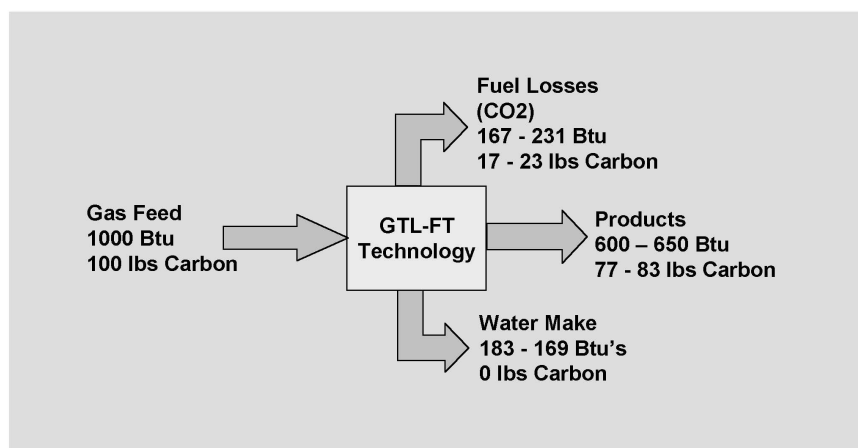 Fuel Losses
(CO2)
167 - 231 Btu
17 - 23 lbs Carbon
Gas Feed
1000 Btu
100 lbs Carbon
GTL-FT
Technology
Products
600 – 650 Btu
77 - 83 lbs Carbon
Water Make
183 - 169 Btu's
0 lbs Carbon